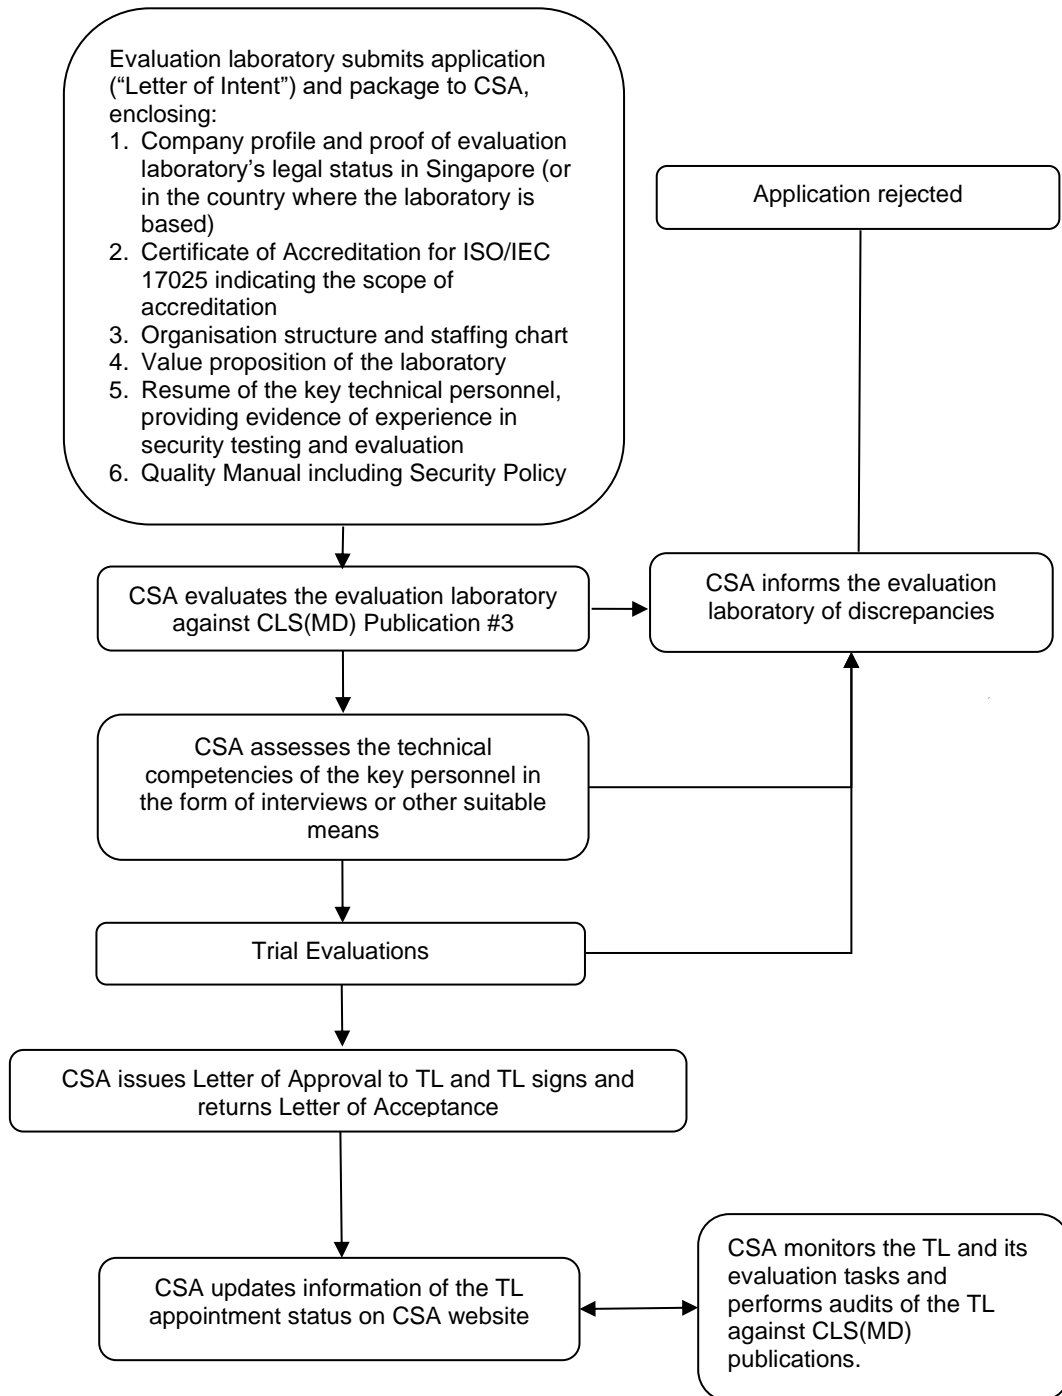 Evaluation laboratory submits application
("Letter of Intent") and package to CSA,
enclosing:
1. Company profile and proof of evaluation
laboratory's legal status in Singapore (or
in the country where the laboratory is
based)
2. Certificate of Accreditation for ISO/IEC
17025 indicating the scope of
accreditation
3. Organisation structure and staffing chart
4. Value proposition of the laboratory
5. Resume of the key technical personnel,
providing evidence of experience in
security testing and evaluation
6. Quality Manual including Security Policy
Application rejected
CSA evaluates the evaluation laboratory
against CLS(MD) Publication #3
CSA informs the evaluation
laboratory of discrepancies
CSA assesses the technical
competencies of the key personnel in
the form of interviews or other suitable
means
Trial Evaluations
CSA issues Letter of Approval to TL and TL signs and
returns Letter of Acceptance
CSA updates information of the TL
appointment status on CSA website
CSA monitors the TL and its
evaluation tasks and
performs audits of the TL
against CLS(MD)
publications.